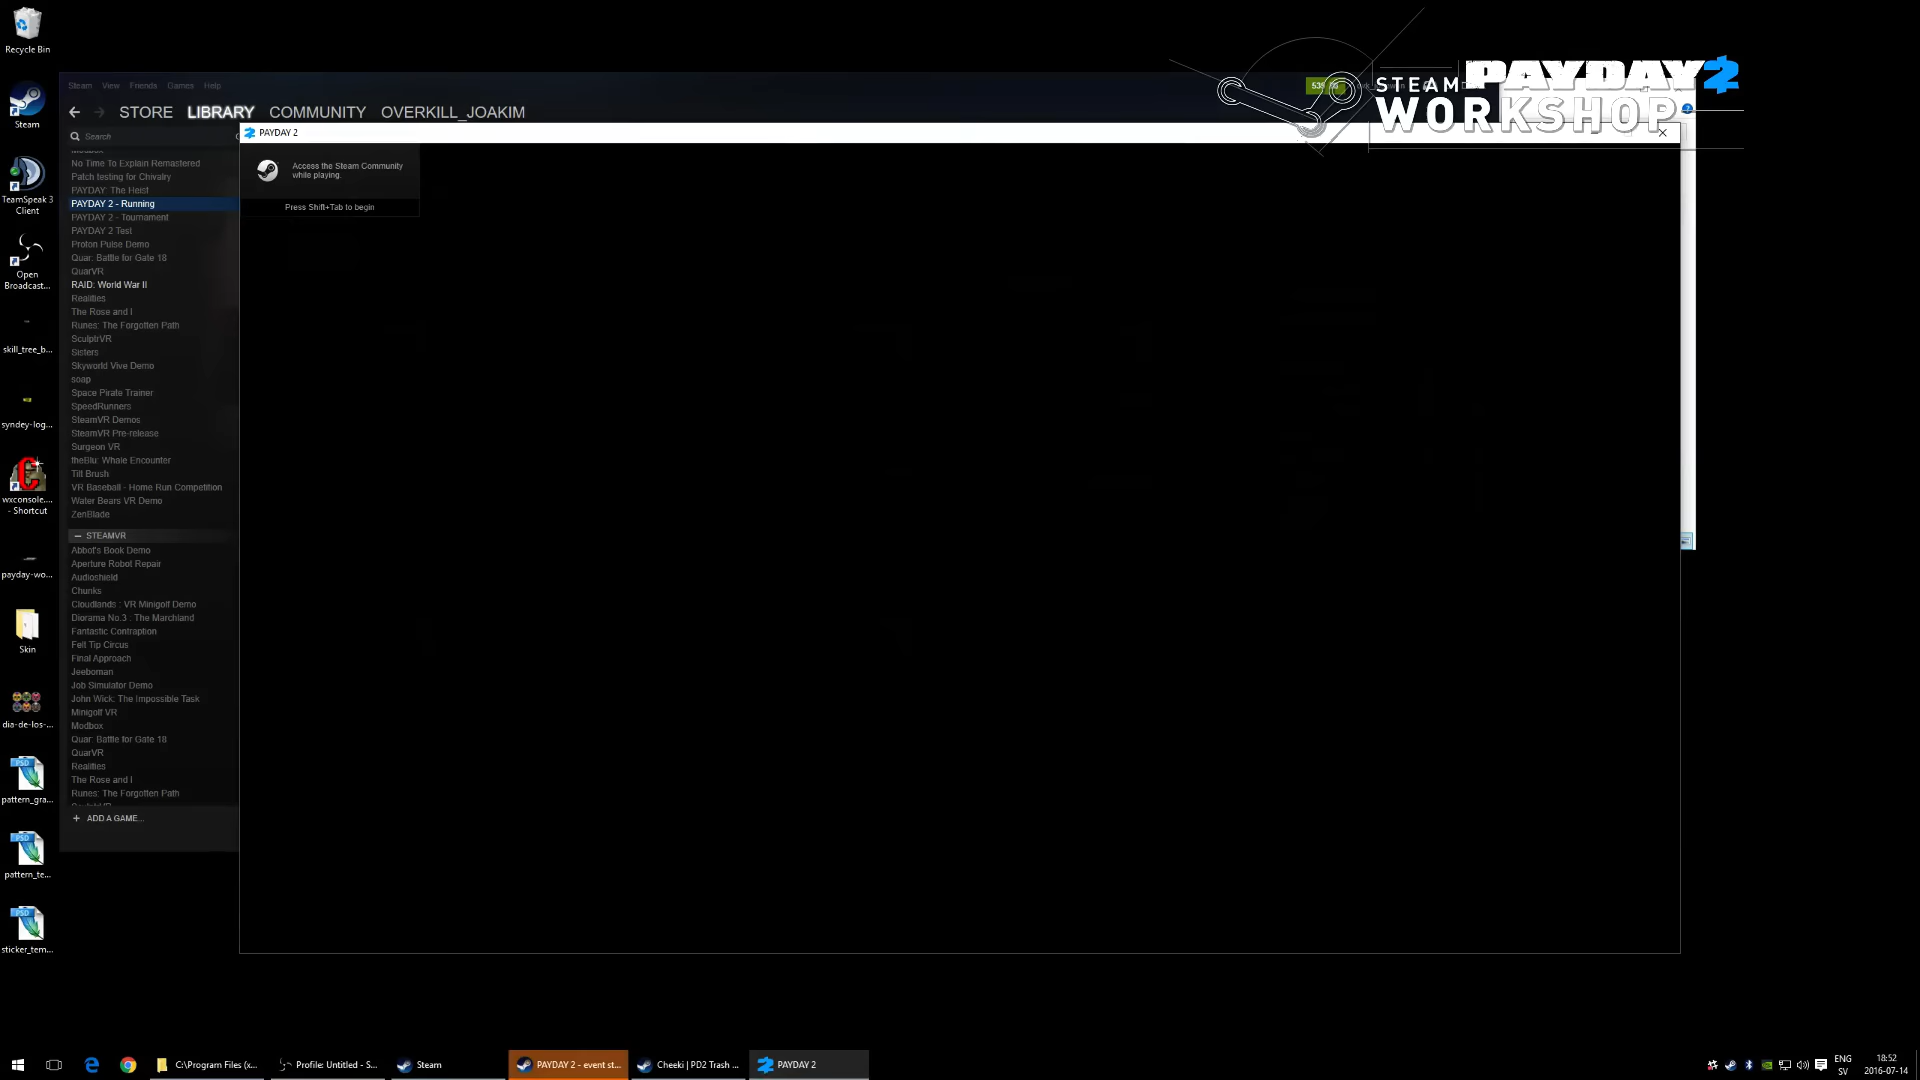 Recycle Bin
Steam
TeamSpeak 3
Client
Open
Broadcast...
skill_tree_b...
syndey-log...
wxconsole....
- Shortcut
payday-wo...
Skin
dia-de-los-...
pattern_gra...
pattern_te...
sticker_tem...
Steam View Friends Games Help
STORE LIBRARY COMMUNITY OVERKILL_JOAKIM
Search
Modbox
No Time To Explain Remastered
Patch testing for Chivalry
PAYDAY: The Heist
PAYDAY 2 - Running
PAYDAY 2 - Tournament
PAYDAY 2 Test
Proton Pulse Demo
Quar: Battle for Gate 18
QuarVR
RAID: World War II
Realities
The Rose and I
Runes: The Forgotten Path
SculptrVR
Sisters
Skyworld Vive Demo
soap
Space Pirate Trainer
SpeedRunners
SteamVR Demos
SteamVR Pre-release
Surgeon VR
theBlu: Whale Encounter
Tilt Brush
VR Baseball - Home Run Competition
Water Bears VR Demo
ZenBlade
STEAMVR
Abbot's Book Demo
Aperture Robot Repair
Audioshield
Chunks
Cloudlands : VR Minigolf Demo
Diorama No.3 : The Marchland
Fantastic Contraption
Felt Tip Circus
Final Approach
Jeeboman
Job Simulator Demo
John Wick: The Impossible Task
Minigolf VR
Modbox
Quar: Battle for Gate 18
QuarVR
Realities
The Rose and I
Runes: The Forgotten Path
SculptrVR
+ ADD A GAME...
PAYDAY 2
Access the Steam Community
while playing.
Press Shift+Tab to begin
STEAM PAYDAY 2
WORKSHOP
C:\Program Files (x...
Profile: Untitled - S...
Steam
PAYDAY 2 - event st...
Cheeki | PD2 Trash ...
PAYDAY 2
ENG
SV
18:52
2016-07-14